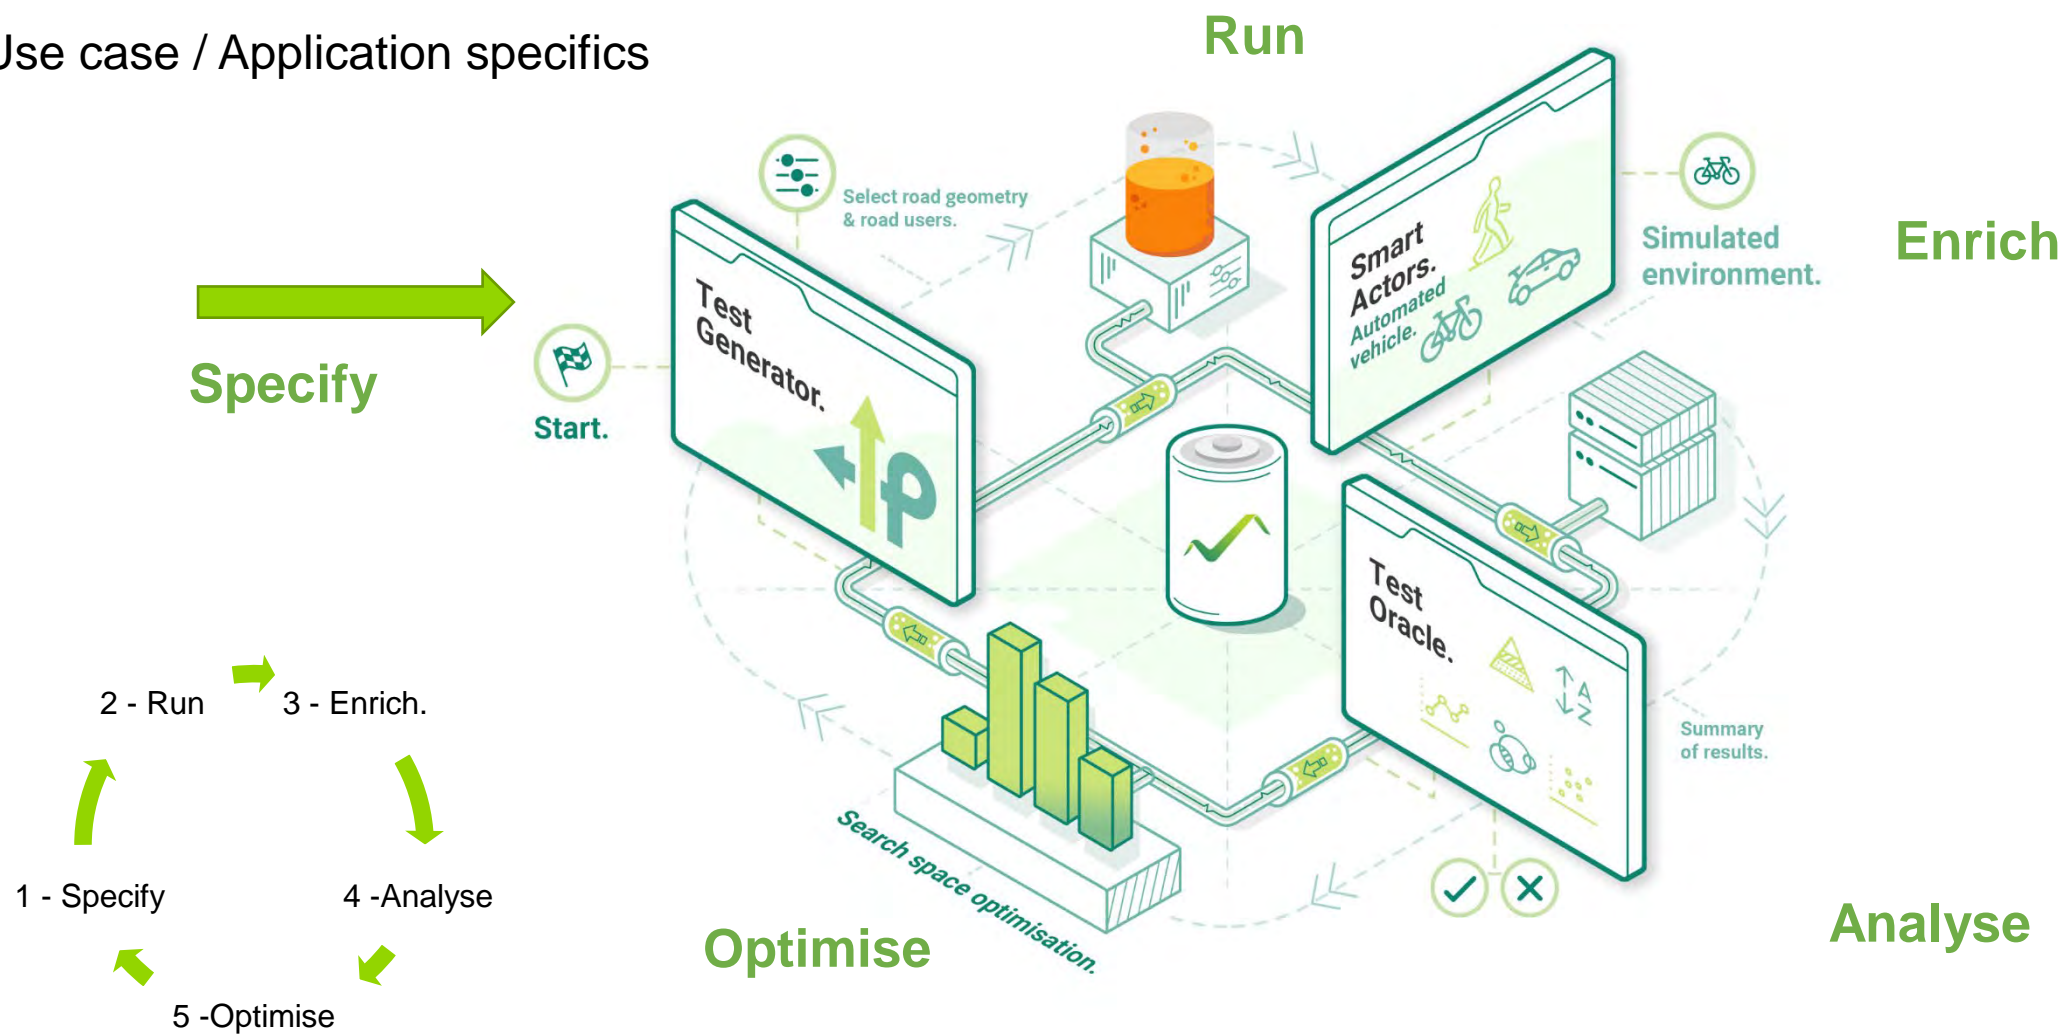 Use case / Application specifics
Run
Select road geometry
& road users.
Smart
Actors.
Automated
vehicle.
Simulated
environment.
Enrich
Test
Generator.
Specify
Start.
Test
Oracle.
A
Z
Summary
of results.
2 - Run
3 - Enrich.
1 - Specify
4 -Analyse
5 -Optimise
Search space optimisation.
Optimise
Analyse